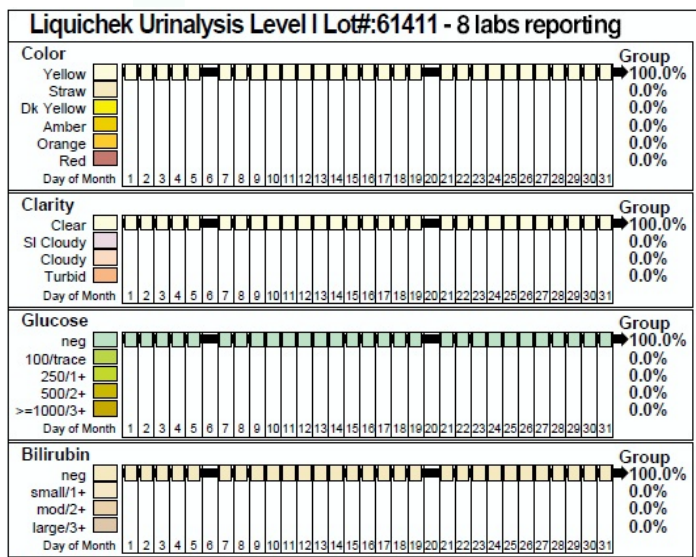 Liquichek Urinalysis Level I Lot#:61411 - 8 labs reporting
Color Group
Yellow 100.0%
Straw 0.0%
Dk Yellow 0.0%
Amber 0.0%
Orange 0.0%
Red 0.0%
Day of Month 1 2 3 4 5 6 7 8 9 10 11 12 13 14 15 16 17 18 19 20 21 22 23 24 25 26 27 28 29 30 31
Clarity Group
Clear 100.0%
Sl Cloudy 0.0%
Cloudy 0.0%
Turbid 0.0%
Day of Month 1 2 3 4 5 6 7 8 9 10 11 12 13 14 15 16 17 18 19 20 21 22 23 24 25 26 27 28 29 30 31
Glucose Group
neg 100.0%
100/trace 0.0%
250/1+ 0.0%
500/2+ 0.0%
>=1000/3+ 0.0%
Day of Month 1 2 3 4 5 6 7 8 9 10 11 12 13 14 15 16 17 18 19 20 21 22 23 24 25 26 27 28 29 30 31
Bilirubin Group
neg 100.0%
small/1+ 0.0%
mod/2+ 0.0%
large/3+ 0.0%
Day of Month 1 2 3 4 5 6 7 8 9 10 11 12 13 14 15 16 17 18 19 20 21 22 23 24 25 26 27 28 29 30 31